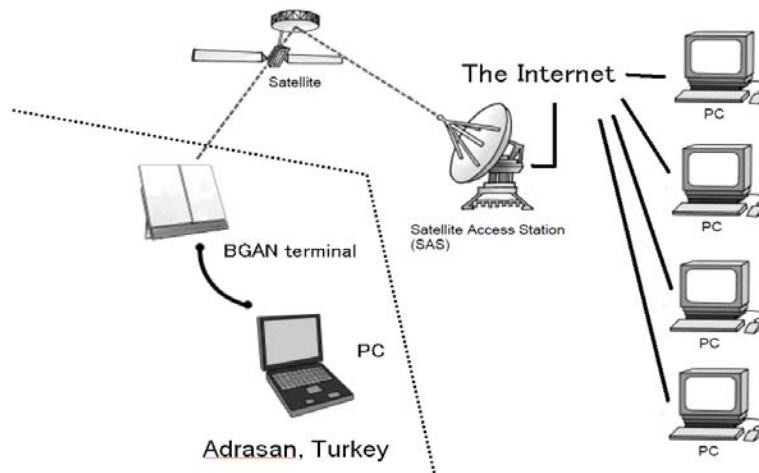 Satellite
The Internet
PC
PC
Satellite Access Station
(SAS)
BGAN terminal
PC
PC
Adrasan, Turkey
PC